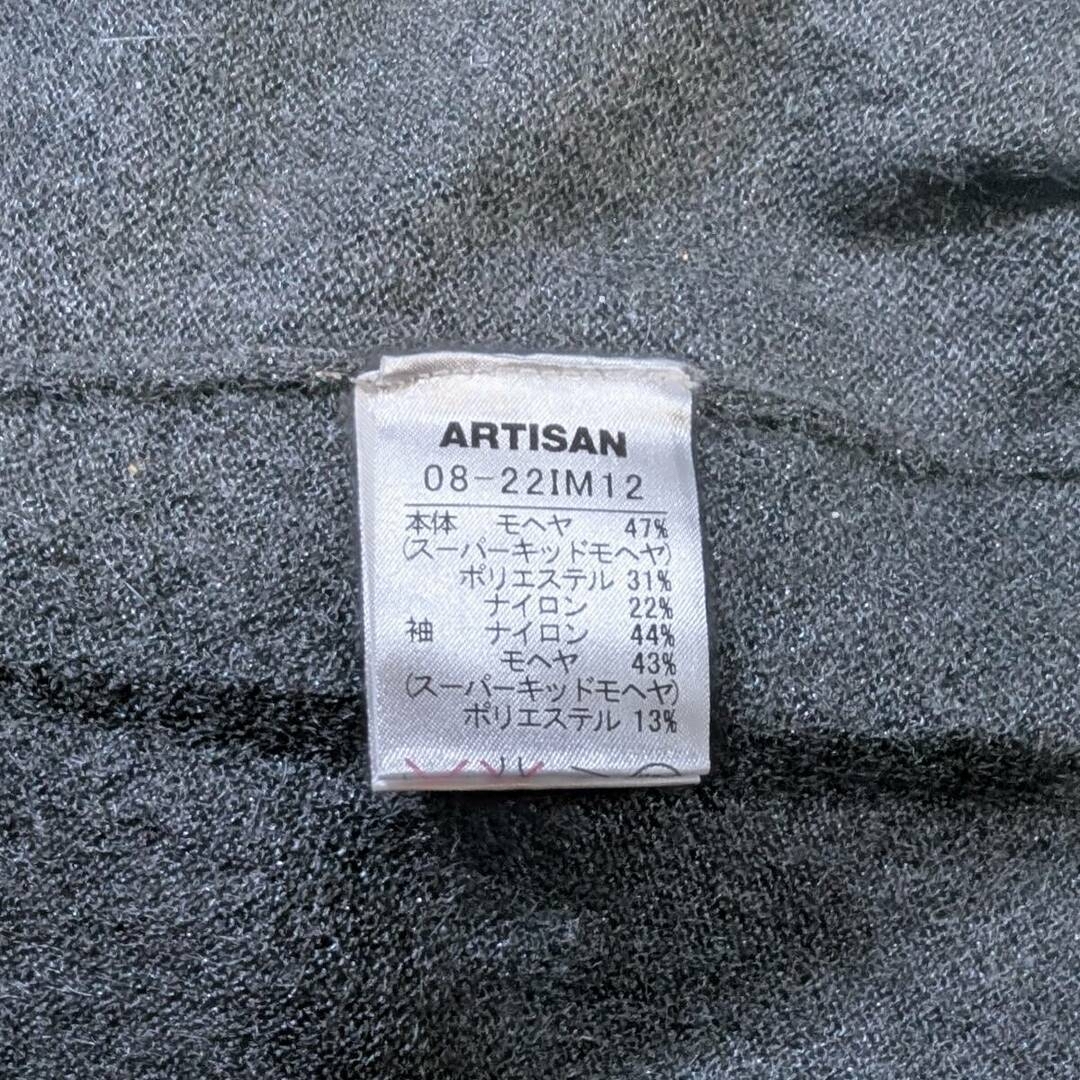 ARTISAN
08-22IM12
本体 モヘヤ 47%
(スーパーキッドモヘヤ)
ポリエステル 31%
ナイロン 22%
袖 ナイロン 44%
モヘヤ 43%
(スーパーキッドモヘヤ)
ポリエステル 13%